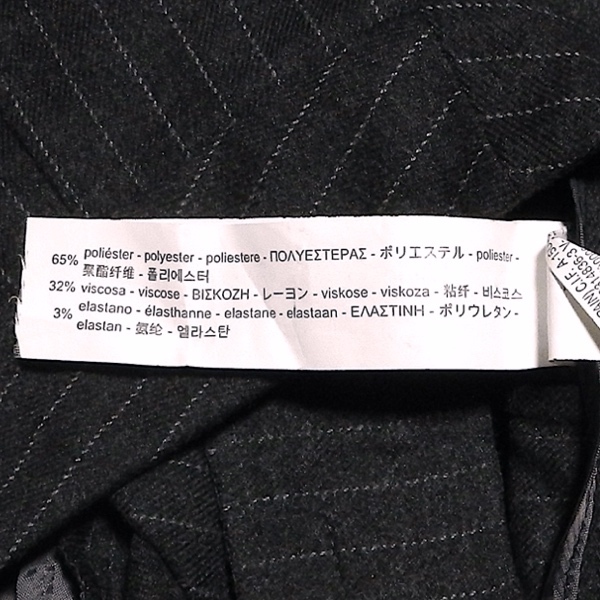 65% poliéster - polyester - poliestere - ΠΟΛΥΕΣΤΕΡΑΣ - ポリエステル - poliester -
聚酯纤维 - 폴리에스터
32% viscosa - viscose - ΒΙΣΚΟΖΗ - レーヨン - viskose - viskoza - 粘纤 - 비스코스
3% elastano - élasthanne - elastane - elastaan - ΕΛΑΣΤΙΝΗ - ポリウレタン -
elastan - 氨纶 - 엘라스탄